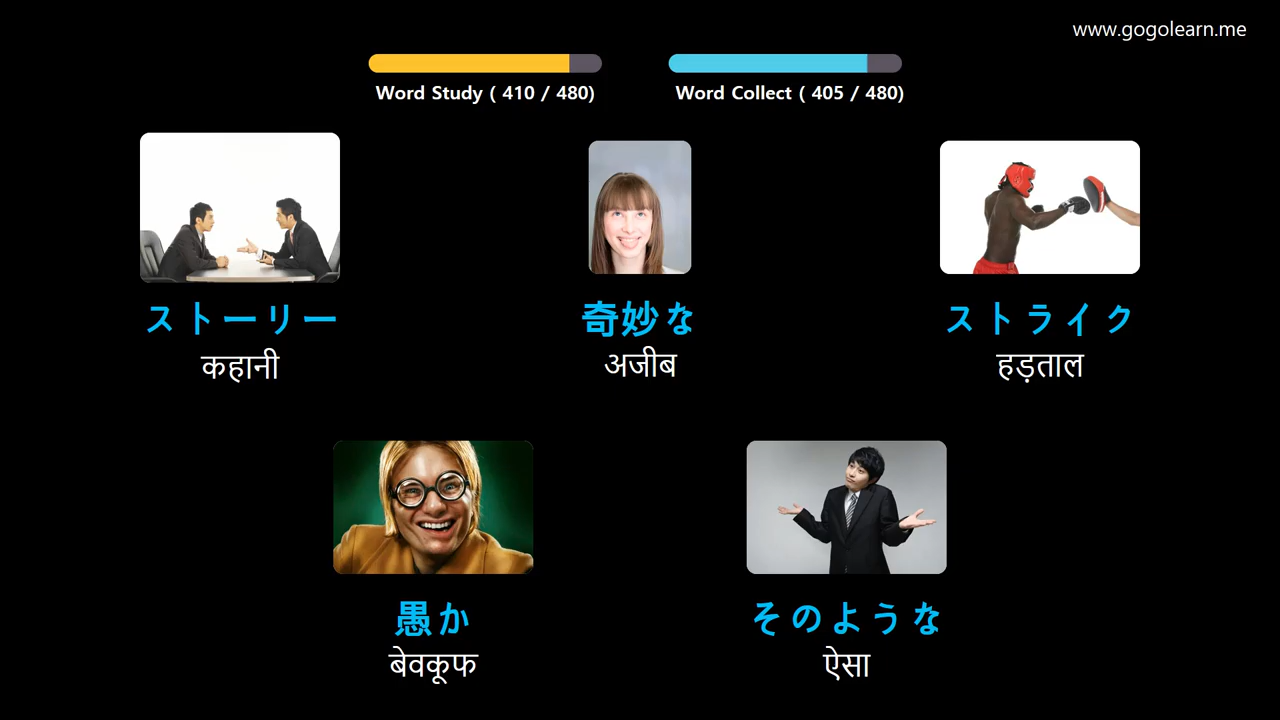 www.gogolearn.me
Word Study ( 410 / 480)
Word Collect ( 405 / 480)
ストーリー
कहानी
奇妙な
अजीब
ストライク
हड़ताल
愚か
बेवकूफ
そのような
ऐसा